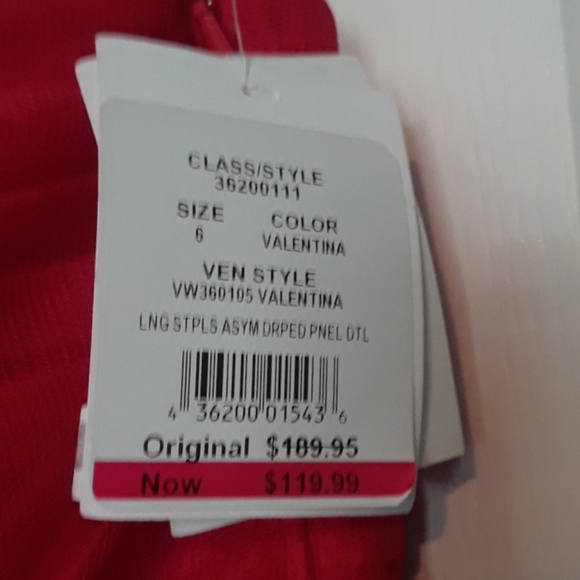 CLASS/STYLE
36200111
SIZE COLOR
6 VALENTINA
VEN STYLE
VW360105 VALENTINA
LNG STPLS ASYM DRPED PNEL DTL
4 36200 01543 6
Original $189.95
Now $119.99